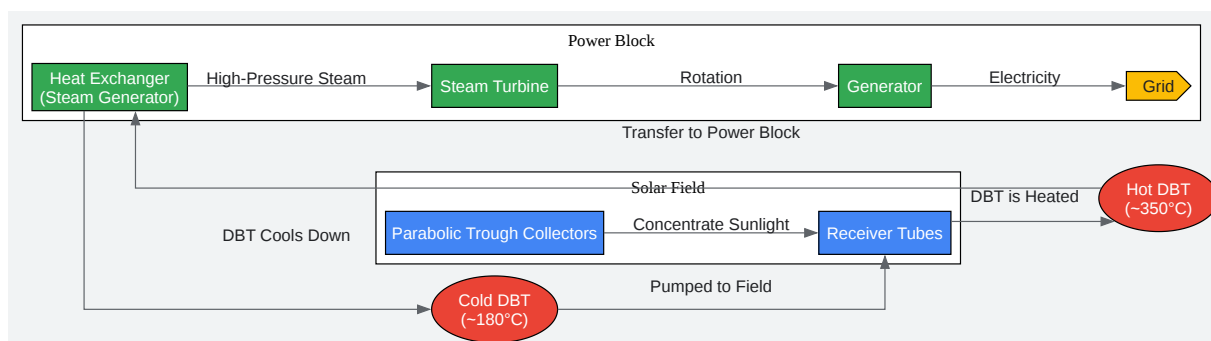 Power Block
Heat Exchanger
(Steam Generator)
High-Pressure Steam
Steam Turbine
Rotation
Generator
Electricity
Grid
Transfer to Power Block
Solar Field
DBT is Heated
Hot DBT
(~350°C)
DBT Cools Down
Parabolic Trough Collectors
Concentrate Sunlight
Receiver Tubes
Cold DBT
(~180°C)
Pumped to Field